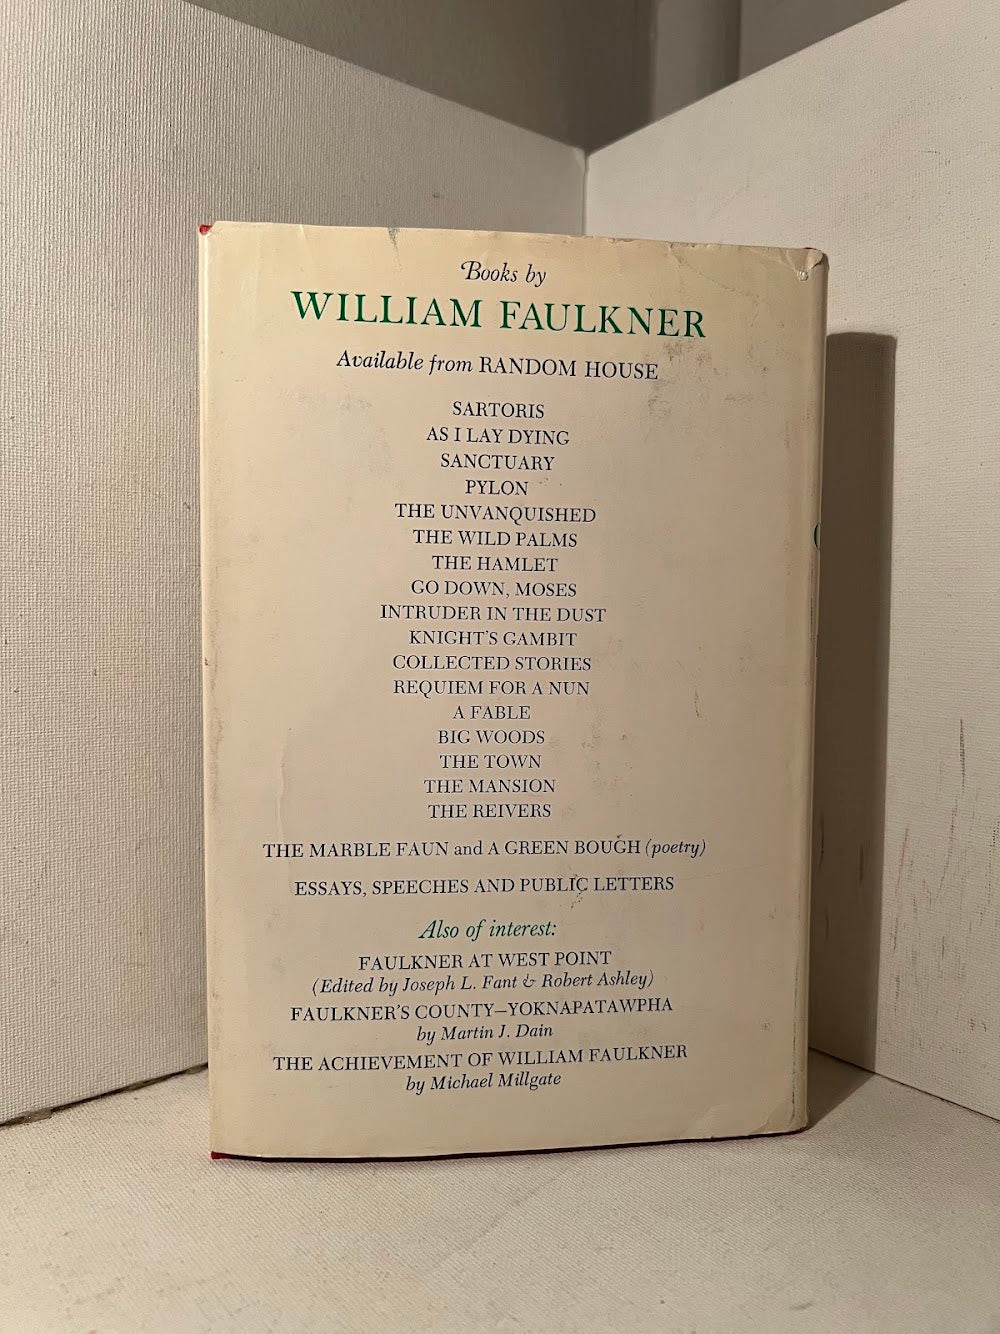 Books by
WILLIAM FAULKNER
Available from RANDOM HOUSE
SARTORIS
AS I LAY DYING
SANCTUARY
PYLON
THE UNVANQUISHED
THE WILD PALMS
THE HAMLET
GO DOWN, MOSES
INTRUDER IN THE DUST
KNIGHT'S GAMBIT
COLLECTED STORIES
REQUIEM FOR A NUN
A FABLE
BIG WOODS
THE TOWN
THE MANSION
THE REIVERS
THE MARBLE FAUN and A GREEN BOUGH (poetry)
ESSAYS, SPEECHES AND PUBLIC LETTERS
Also of interest:
FAULKNER AT WEST POINT
(Edited by Joseph L. Fant & Robert Ashley)
FAULKNER'S COUNTY—YOKNAPATAWPHA
by Martin J. Dain
THE ACHIEVEMENT OF WILLIAM FAULKNER
by Michael Millgate